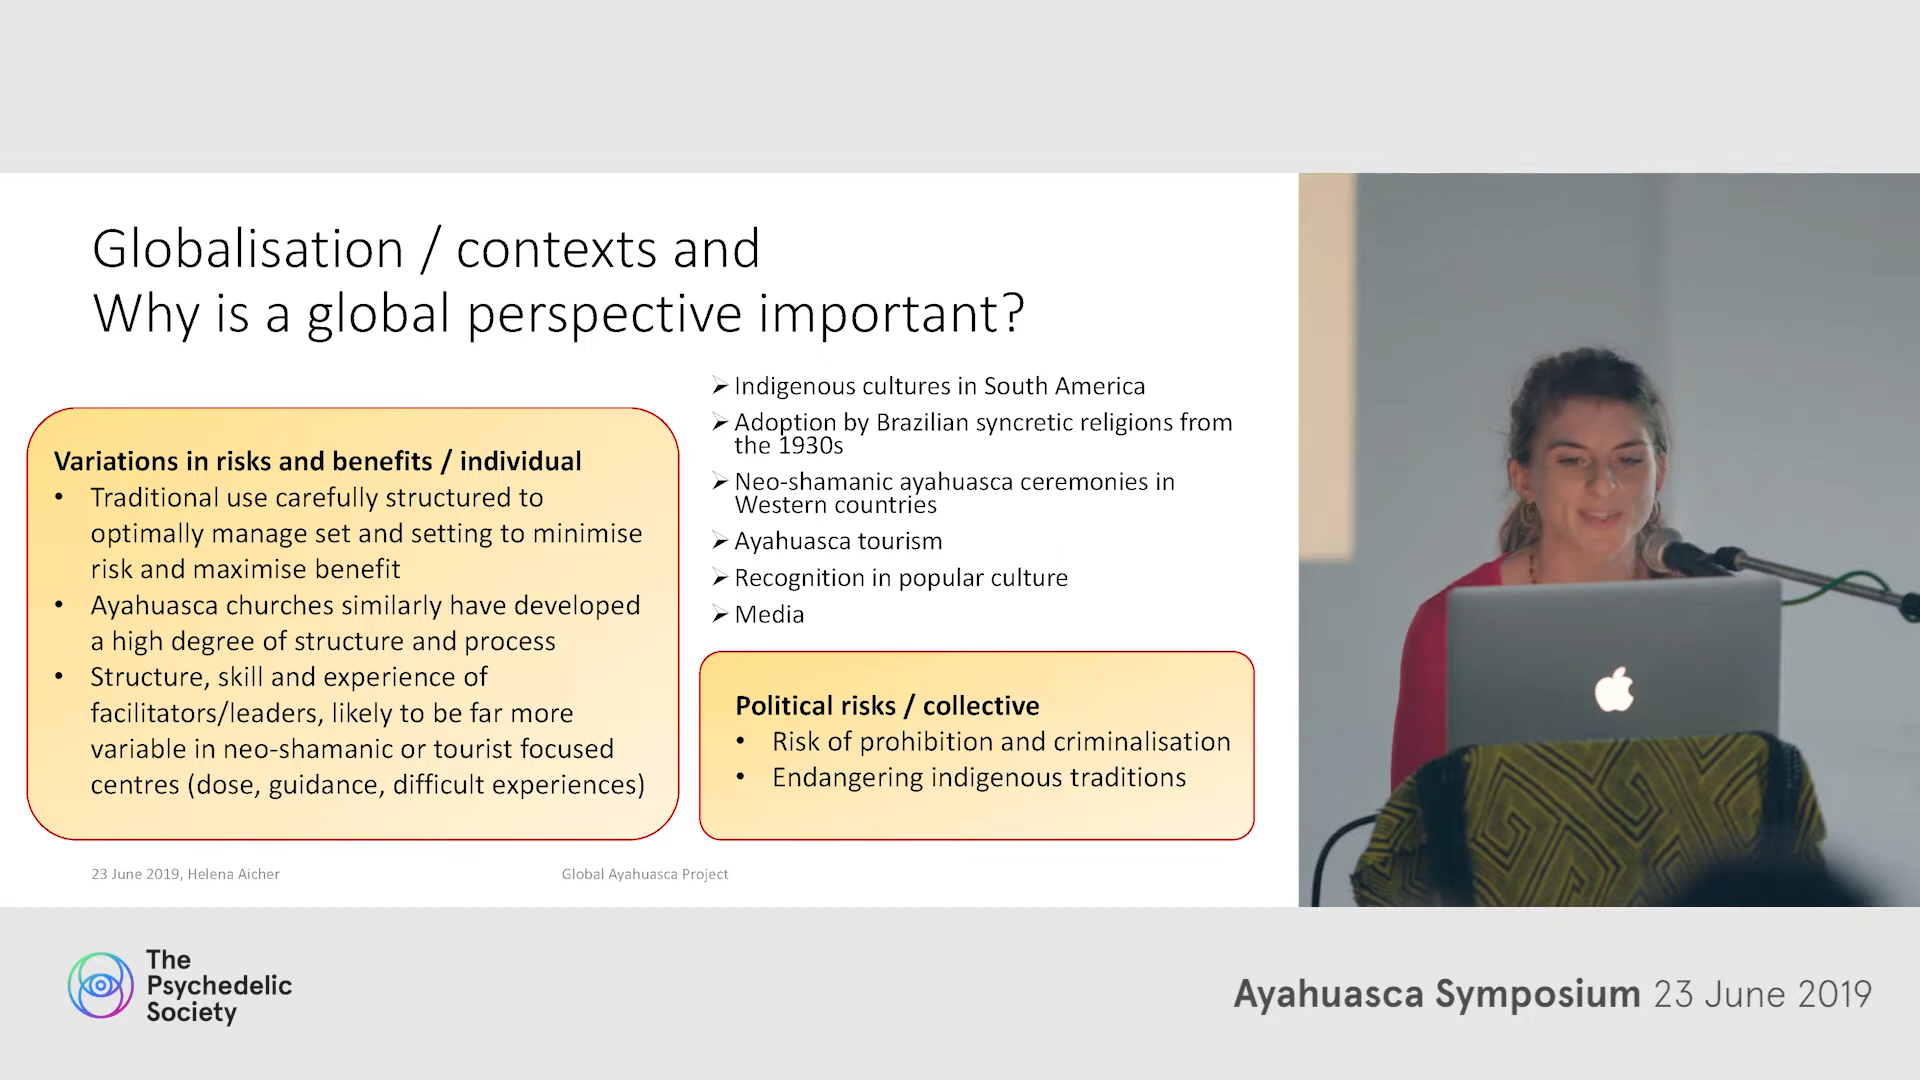 Globalisation / contexts and
Why is a global perspective important?
Variations in risks and benefits / individual
• Traditional use carefully structured to
optimally manage set and setting to minimise
risk and maximise benefit
• Ayahuasca churches similarly have developed
a high degree of structure and process
• Structure, skill and experience of
facilitators/leaders, likely to be far more
variable in neo-shamanic or tourist focused
centres (dose, guidance, difficult experiences)
➢ Indigenous cultures in South America
➢ Adoption by Brazilian syncretic religions from
the 1930s
➢ Neo-shamanic ayahuasca ceremonies in
Western countries
➢ Ayahuasca tourism
➢ Recognition in popular culture
➢ Media
Political risks / collective
• Risk of prohibition and criminalisation
• Endangering indigenous traditions
23 June 2019, Helena Aicher
Global Ayahuasca Project
The
Psychedelic
Society
Ayahuasca Symposium 23 June 2019